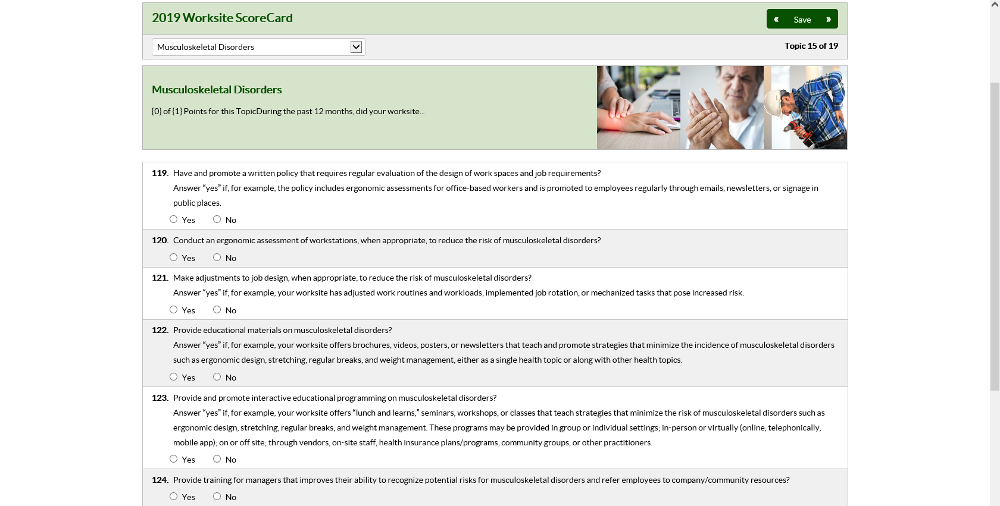 2019 Worksite ScoreCard
« Save »
Musculoskeletal Disorders
Topic 15 of 19
Musculoskeletal Disorders
{0} of {1} Points for this TopicDuring the past 12 months, did your worksite...
119. Have and promote a written policy that requires regular evaluation of the design of work spaces and job requirements?
Answer “yes” if, for example, the policy includes ergonomic assessments for office-based workers and is promoted to employees regularly through emails, newsletters, or signage in
public places.
Yes No
120. Conduct an ergonomic assessment of workstations, when appropriate, to reduce the risk of musculoskeletal disorders?
Yes No
121. Make adjustments to job design, when appropriate, to reduce the risk of musculoskeletal disorders?
Answer “yes” if, for example, your worksite has adjusted work routines and workloads, implemented job rotation, or mechanized tasks that pose increased risk.
Yes No
122. Provide educational materials on musculoskeletal disorders?
Answer “yes” if, for example, your worksite offers brochures, videos, posters, or newsletters that teach and promote strategies that minimize the incidence of musculoskeletal disorders
such as ergonomic design, stretching, regular breaks, and weight management, either as a single health topic or along with other health topics.
Yes No
123. Provide and promote interactive educational programming on musculoskeletal disorders?
Answer “yes” if, for example, your worksite offers “lunch and learns,” seminars, workshops, or classes that teach strategies that minimize the risk of musculoskeletal disorders such as
ergonomic design, stretching, regular breaks, and weight management. These programs may be provided in group or individual settings; in-person or virtually (online, telephonically,
mobile app); on or off site; through vendors, on-site staff, health insurance plans/programs, community groups, or other practitioners.
Yes No
124. Provide training for managers that improves their ability to recognize potential risks for musculoskeletal disorders and refer employees to company/community resources?
Yes No